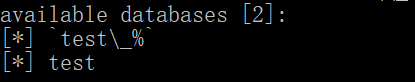 available databases [2]:
[*] `test\_%`
[*] test